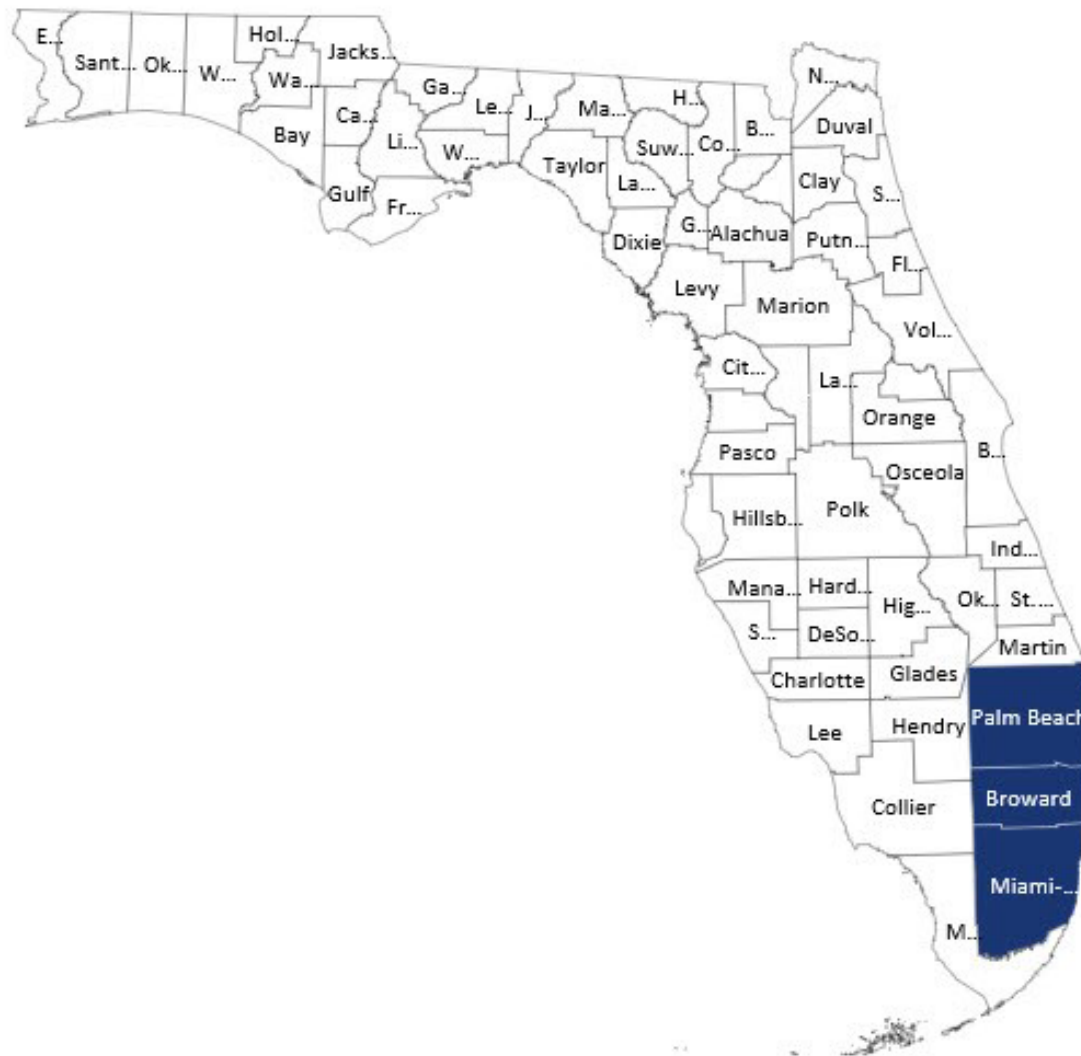 E...
Sant...
Ok...
W...
Hol...
Jacks...
Wa...
Bay
Ca...
Gulf
Li...
Ga...
Fr...
W...
Le...
J...
Ma...
Taylor
H...
Suw...
La...
Dixie
Co...
B...
N...
Duval
Clay
S...
G...
Alachua
Putn...
Fl...
Levy
Marion
Vol...
Cit...
La...
Orange
Pasco
B...
Osceola
Hillsb...
Polk
Ind...
Mana...
Hard...
Hig...
Ok...
St. ...
S...
DeSo...
Martin
Charlotte
Glades
Palm Beach
Lee
Hendry
Broward
Collier
Miami-...
M...